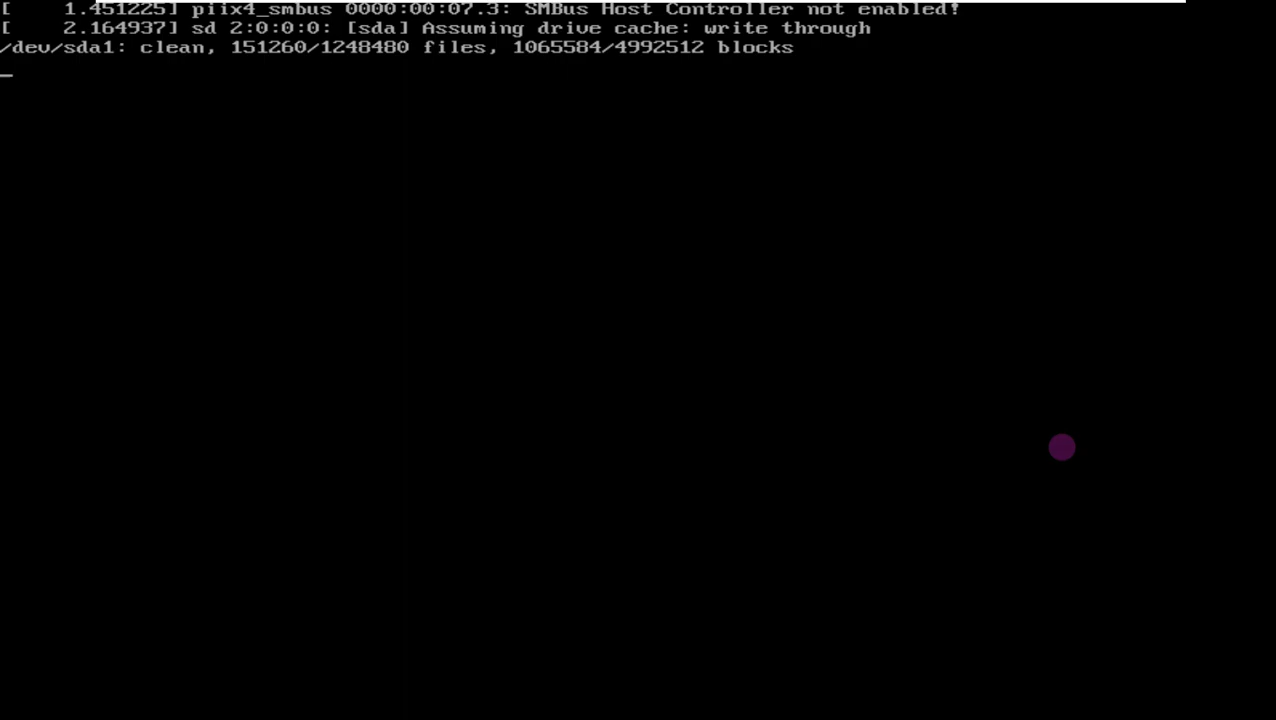 [    1.451225] piix4_smbus 0000:00:07.3: SMBus Host Controller not enabled!
[    2.164937] sd 2:0:0:0: [sda] Assuming drive cache: write through
/dev/sda1: clean, 151260/1248480 files, 1065584/4992512 blocks